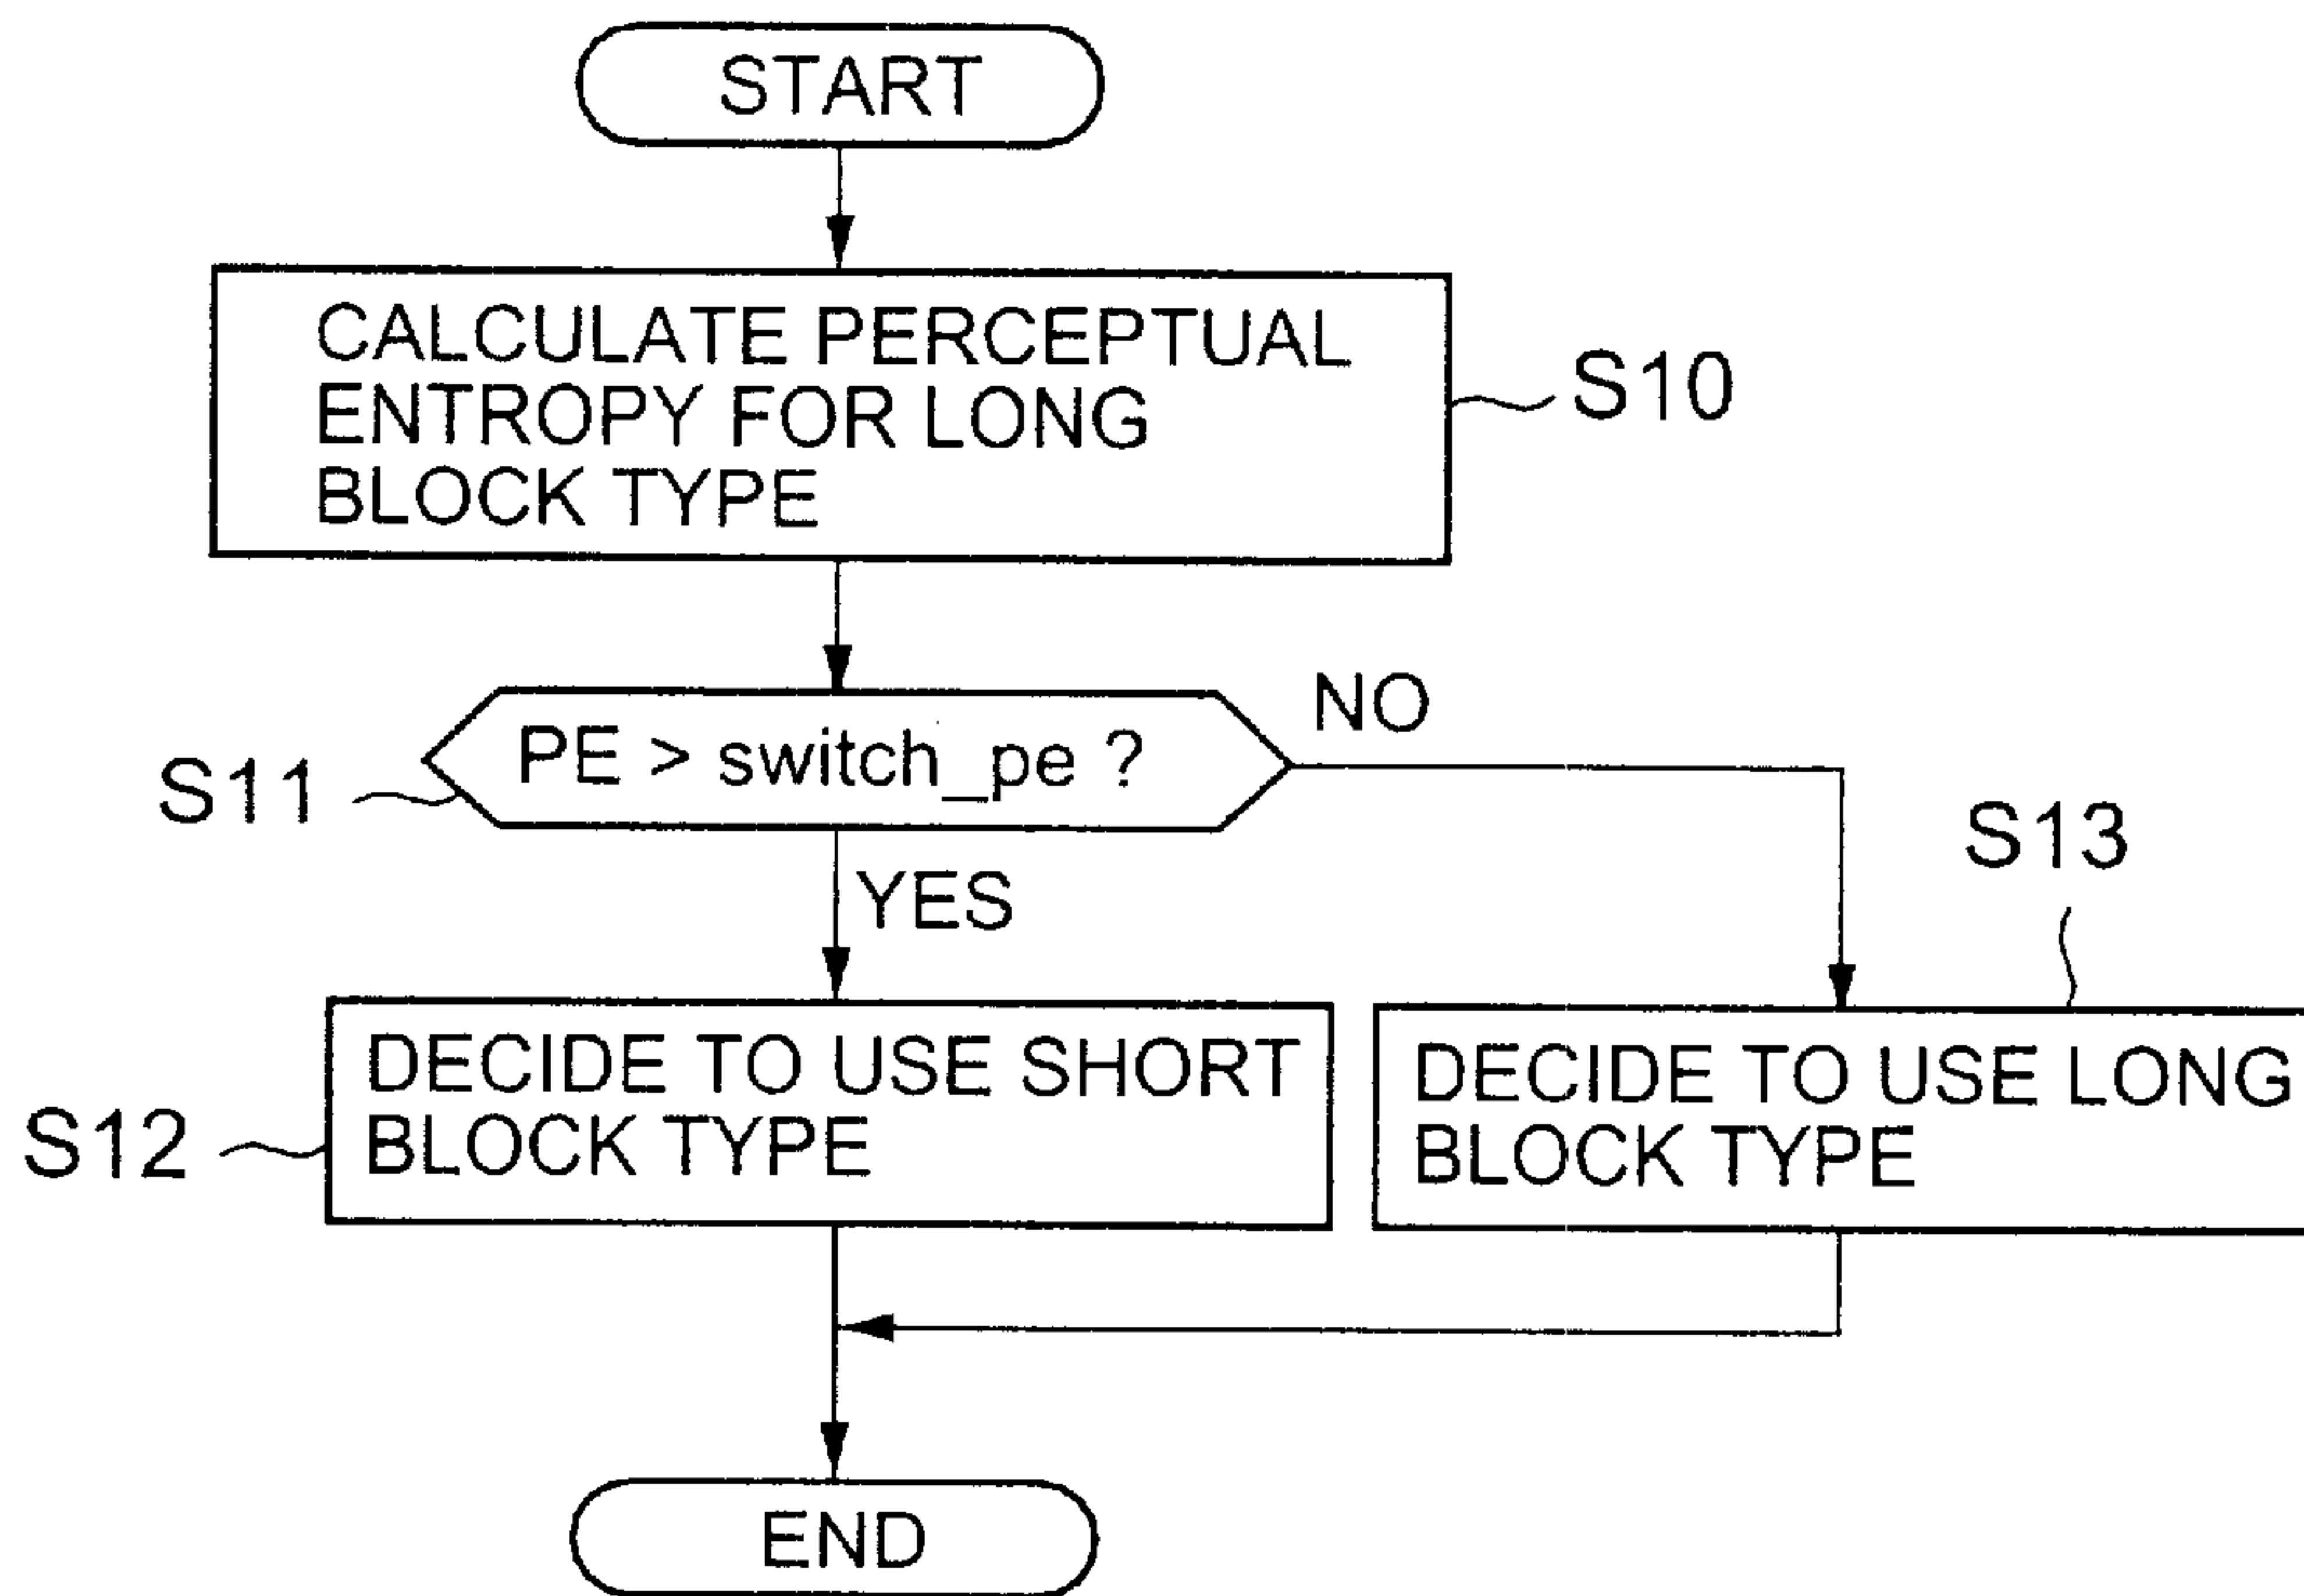 START
CALCULATE PERCEPTUAL
ENTROPY FOR LONG
BLOCK TYPE
S10
PE > switch_pe ?
NO
S11
YES
S13
DECIDE TO USE SHORT
BLOCK TYPE
S12
DECIDE TO USE LONG
BLOCK TYPE
END